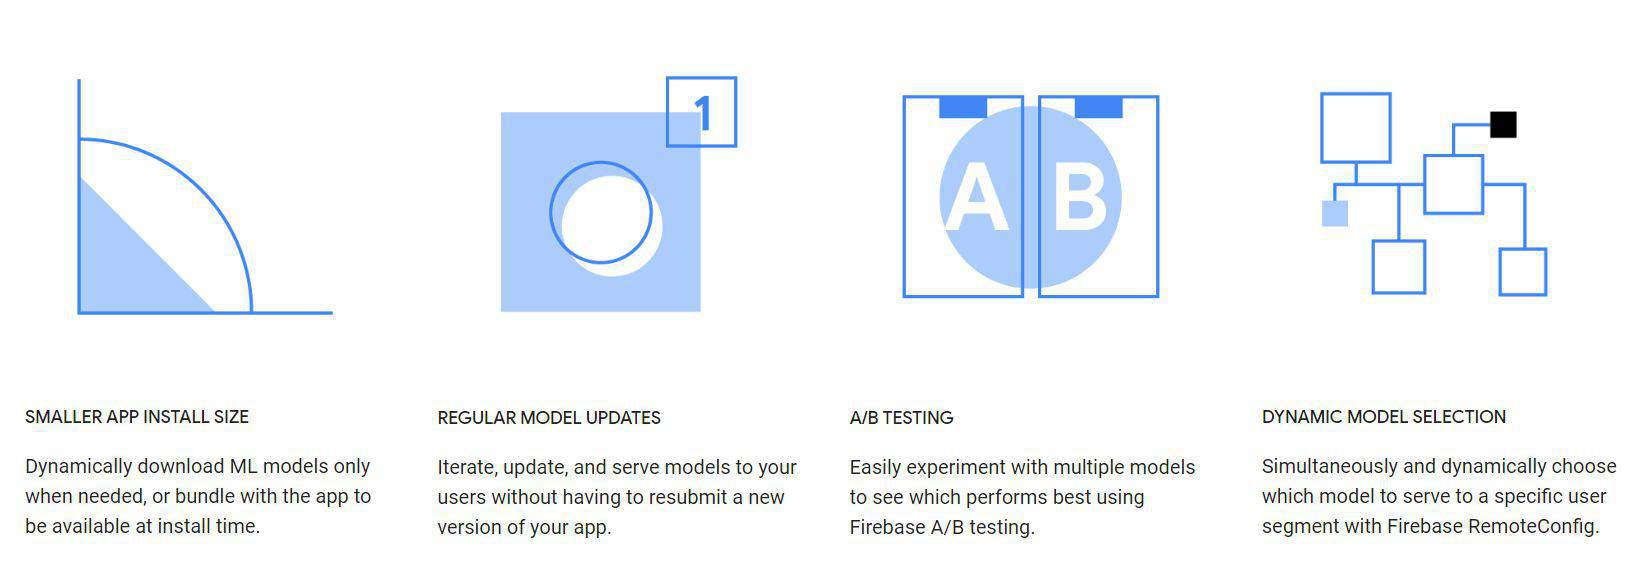 1
A B
SMALLER APP INSTALL SIZE
Dynamically download ML models only
when needed, or bundle with the app to
be available at install time.
REGULAR MODEL UPDATES
Iterate, update, and serve models to your
users without having to resubmit a new
version of your app.
A/B TESTING
Easily experiment with multiple models
to see which performs best using
Firebase A/B testing.
DYNAMIC MODEL SELECTION
Simultaneously and dynamically choose
which model to serve to a specific user
segment with Firebase RemoteConfig.